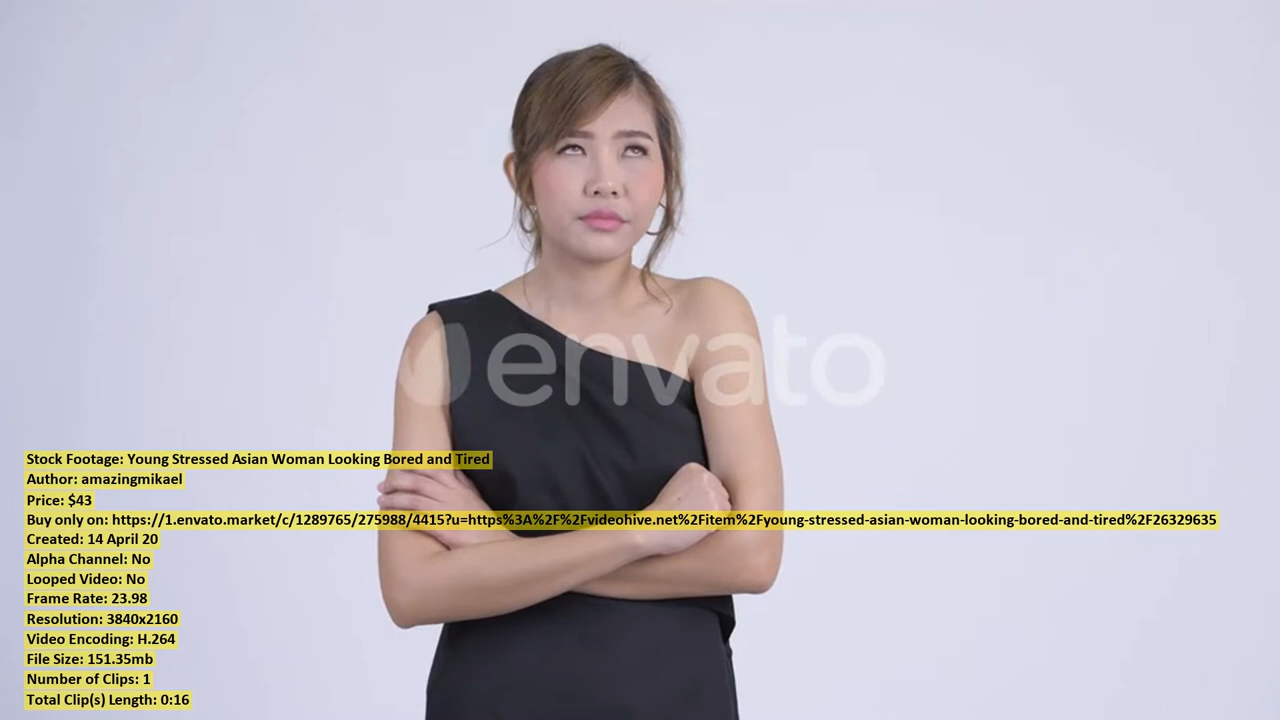 envato
Stock Footage: Young Stressed Asian Woman Looking Bored and Tired
Author: amazingmikael
Price: $43
Buy only on: https://1.envato.market/c/1289765/275988/4415?u=https%3A%2F%2Fvideohive.net%2Fitem%2Fyoung-stressed-asian-woman-looking-bored-and-tired%2F26329635
Created: 14 April 20
Alpha Channel: No
Looped Video: No
Frame Rate: 23.98
Resolution: 3840x2160
Video Encoding: H.264
File Size: 151.35mb
Number of Clips: 1
Total Clip(s) Length: 0:16